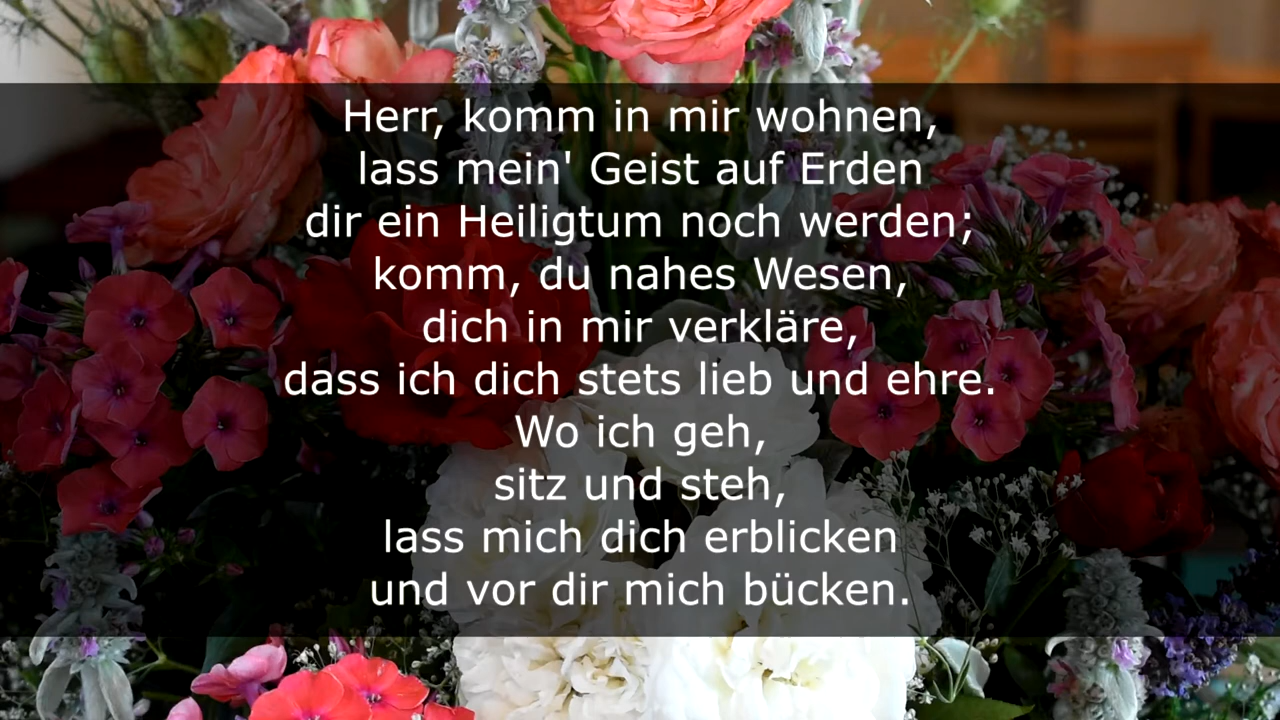 Herr, komm in mir wohnen,
lass mein' Geist auf Erden
dir ein Heiligtum noch werden;
komm, du nahes Wesen,
dich in mir verkläre,
dass ich dich stets lieb und ehre.
Wo ich geh,
sitz und steh,
lass mich dich erblicken
und vor dir mich bücken.